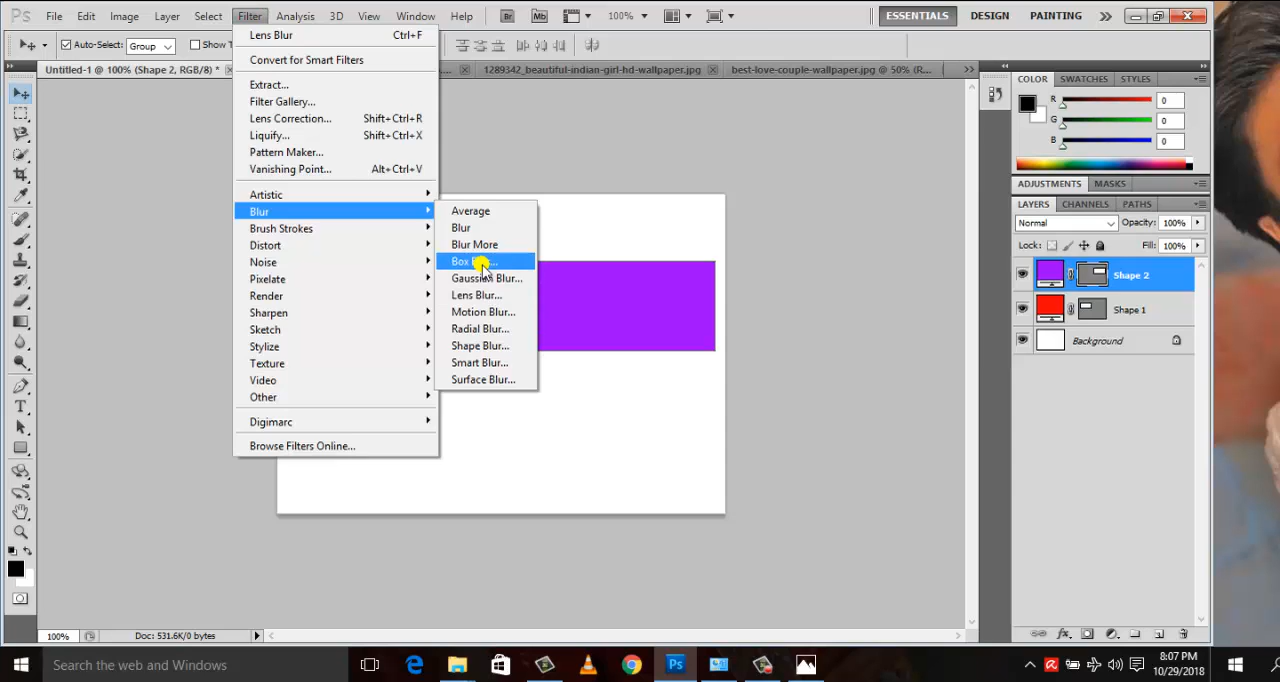 Ps File Edit Image Layer Select Filter Analysis 3D View Window Help Br Mb 100% ESSENTIALS DESIGN PAINTING
Auto-Select: Group Show
Untitled-1 @ 100% (Shape 2, RGB/8) * 1289342_beautiful-indian-girl-hd-wallpaper.jpg best-love-couple-wallpaper.jpg @ 50% (R...
Lens Blur Ctrl+F
Convert for Smart Filters
Extract...
Filter Gallery...
Lens Correction... Shift+Ctrl+R
Liquify... Shift+Ctrl+X
Pattern Maker...
Vanishing Point... Alt+Ctrl+V
Artistic
Blur
Brush Strokes
Distort
Noise
Pixelate
Render
Sharpen
Sketch
Stylize
Texture
Video
Other
Digimarc
Browse Filters Online...
Average
Blur
Blur More
Box
Gaussian Blur...
Lens Blur...
Motion Blur...
Radial Blur...
Shape Blur...
Smart Blur...
Surface Blur...
COLOR SWATCHES STYLES
R 0
G 0
B 0
ADJUSTMENTS MASKS
LAYERS CHANNELS PATHS
Normal Opacity: 100%
Lock: Fill: 100%
Shape 2
Shape 1
Background
fx
100% Doc: 531.6K/0 bytes
Search the web and Windows
Ps
8:07 PM
10/29/2018